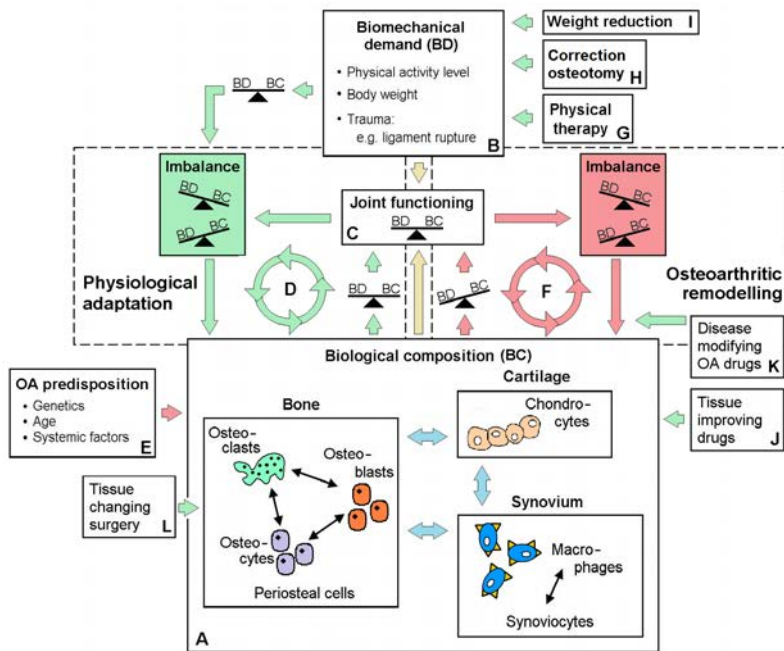 Biomechanical
demand (BD)
• Physical activity level
• Body weight
• Trauma:
e.g. ligament rupture
B
Weight reduction I
Correction
osteotomy H
Physical
therapy G
BD BC
Imbalance
BD BC
BD BC
Joint functioning
C BD BC
Imbalance
BD BC
BD BC
Physiological
adaptation
D
BD BC
BD BC
F
Osteoarthritic
remodelling
Disease
modifying
OA drugs K
Biological composition (BC)
OA predisposition
• Genetics
• Age
• Systemic factors
E
Tissue
improving
drugs J
Tissue
changing
surgery L
Bone
Osteo-
clasts
Osteo-
blasts
Osteo-
cytes
Periosteal cells
Cartilage
Chondro-
cytes
Synovium
Macro-
phages
Synoviocytes
A